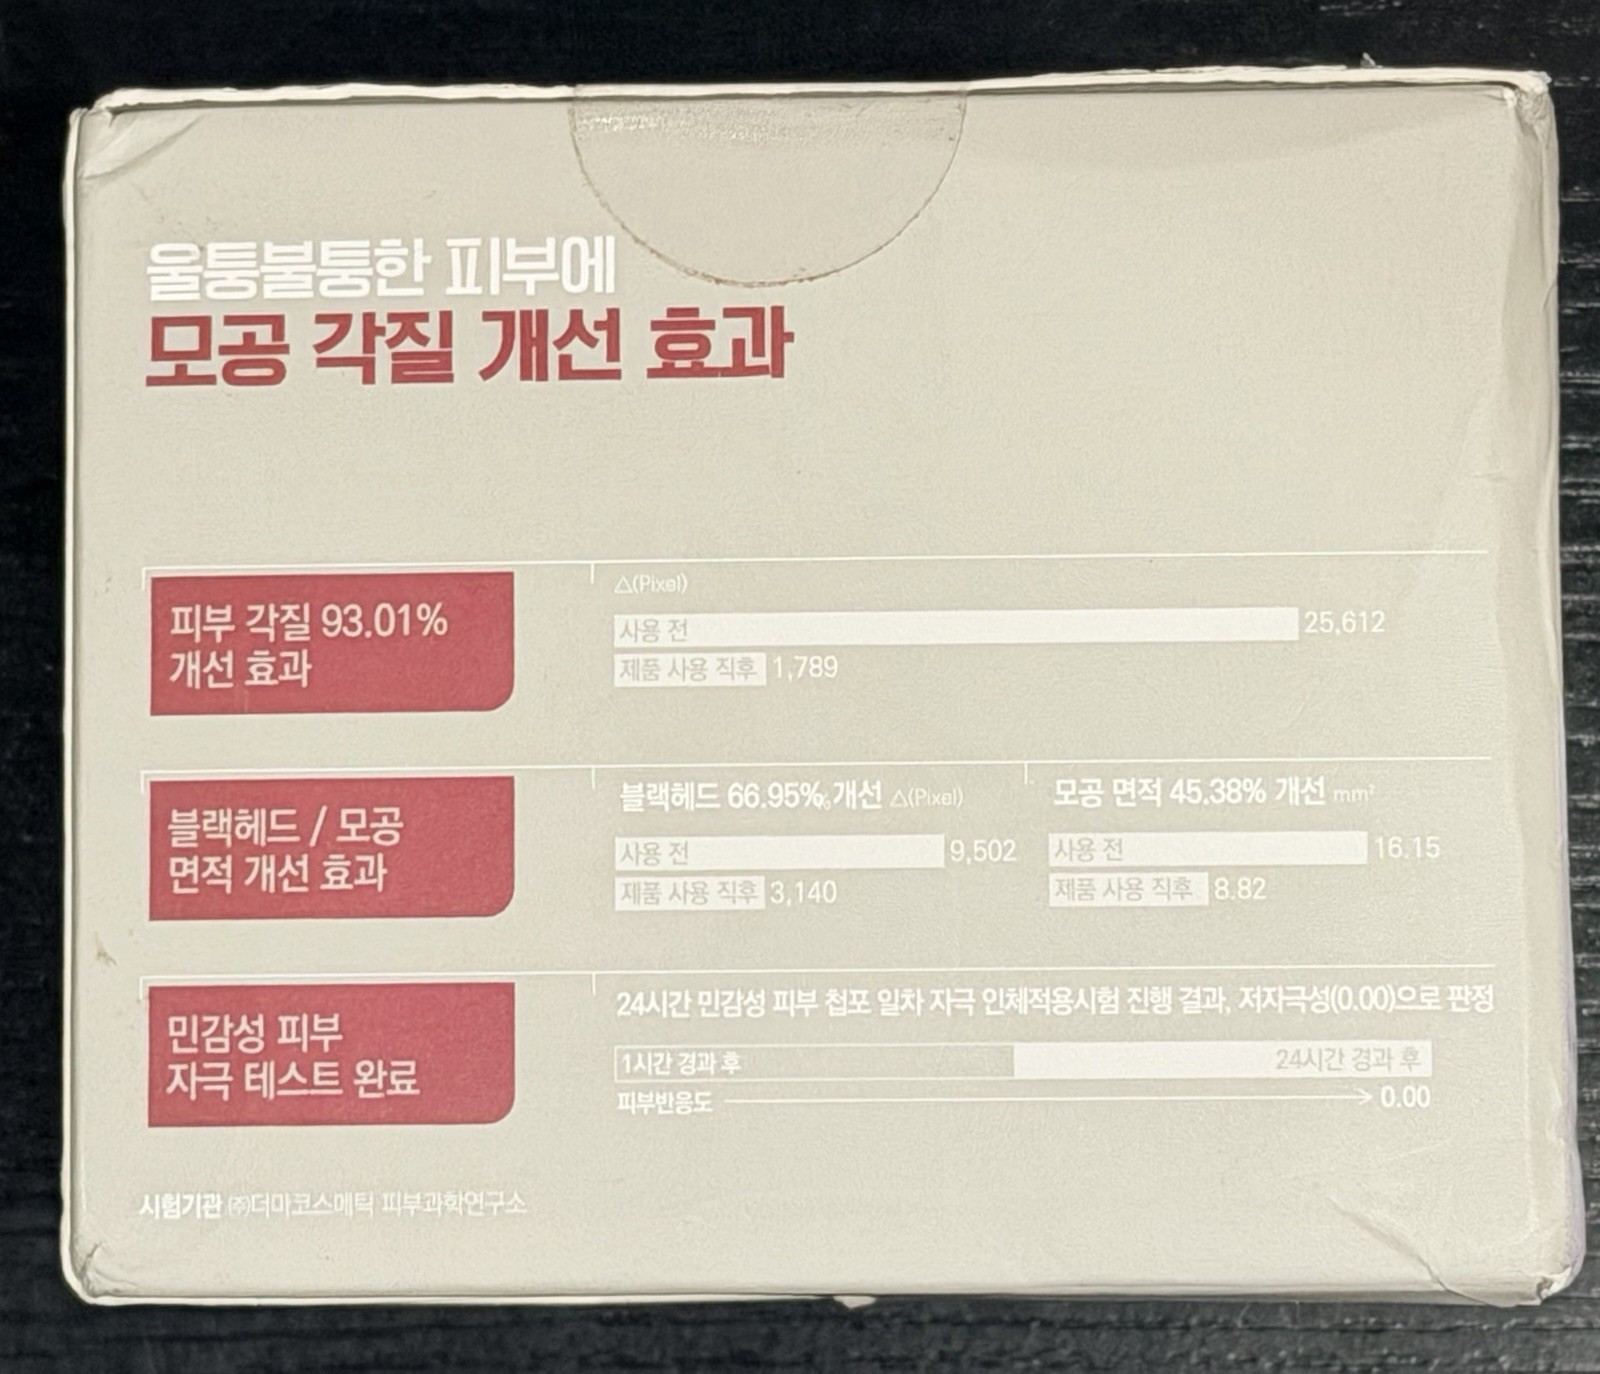 울퉁불퉁한 피부에
모공 각질 개선 효과
피부 각질 93.01%
개선 효과
△(Pixel)
사용 전 25,612
제품 사용 직후 1,789
블랙헤드 / 모공
면적 개선 효과
블랙헤드 66.95% 개선 △(Pixel)
사용 전 9,502
제품 사용 직후 3,140
모공 면적 45.38% 개선 mm²
사용 전 16.15
제품 사용 직후 8.82
민감성 피부
자극 테스트 완료
24시간 민감성 피부 첩포 일차 자극 인체적용시험 진행 결과, 저자극성(0.00)으로 판정
1시간 경과 후 24시간 경과 후
피부반응도 0.00
시험기관 ㈜더마코스메틱 피부과학연구소